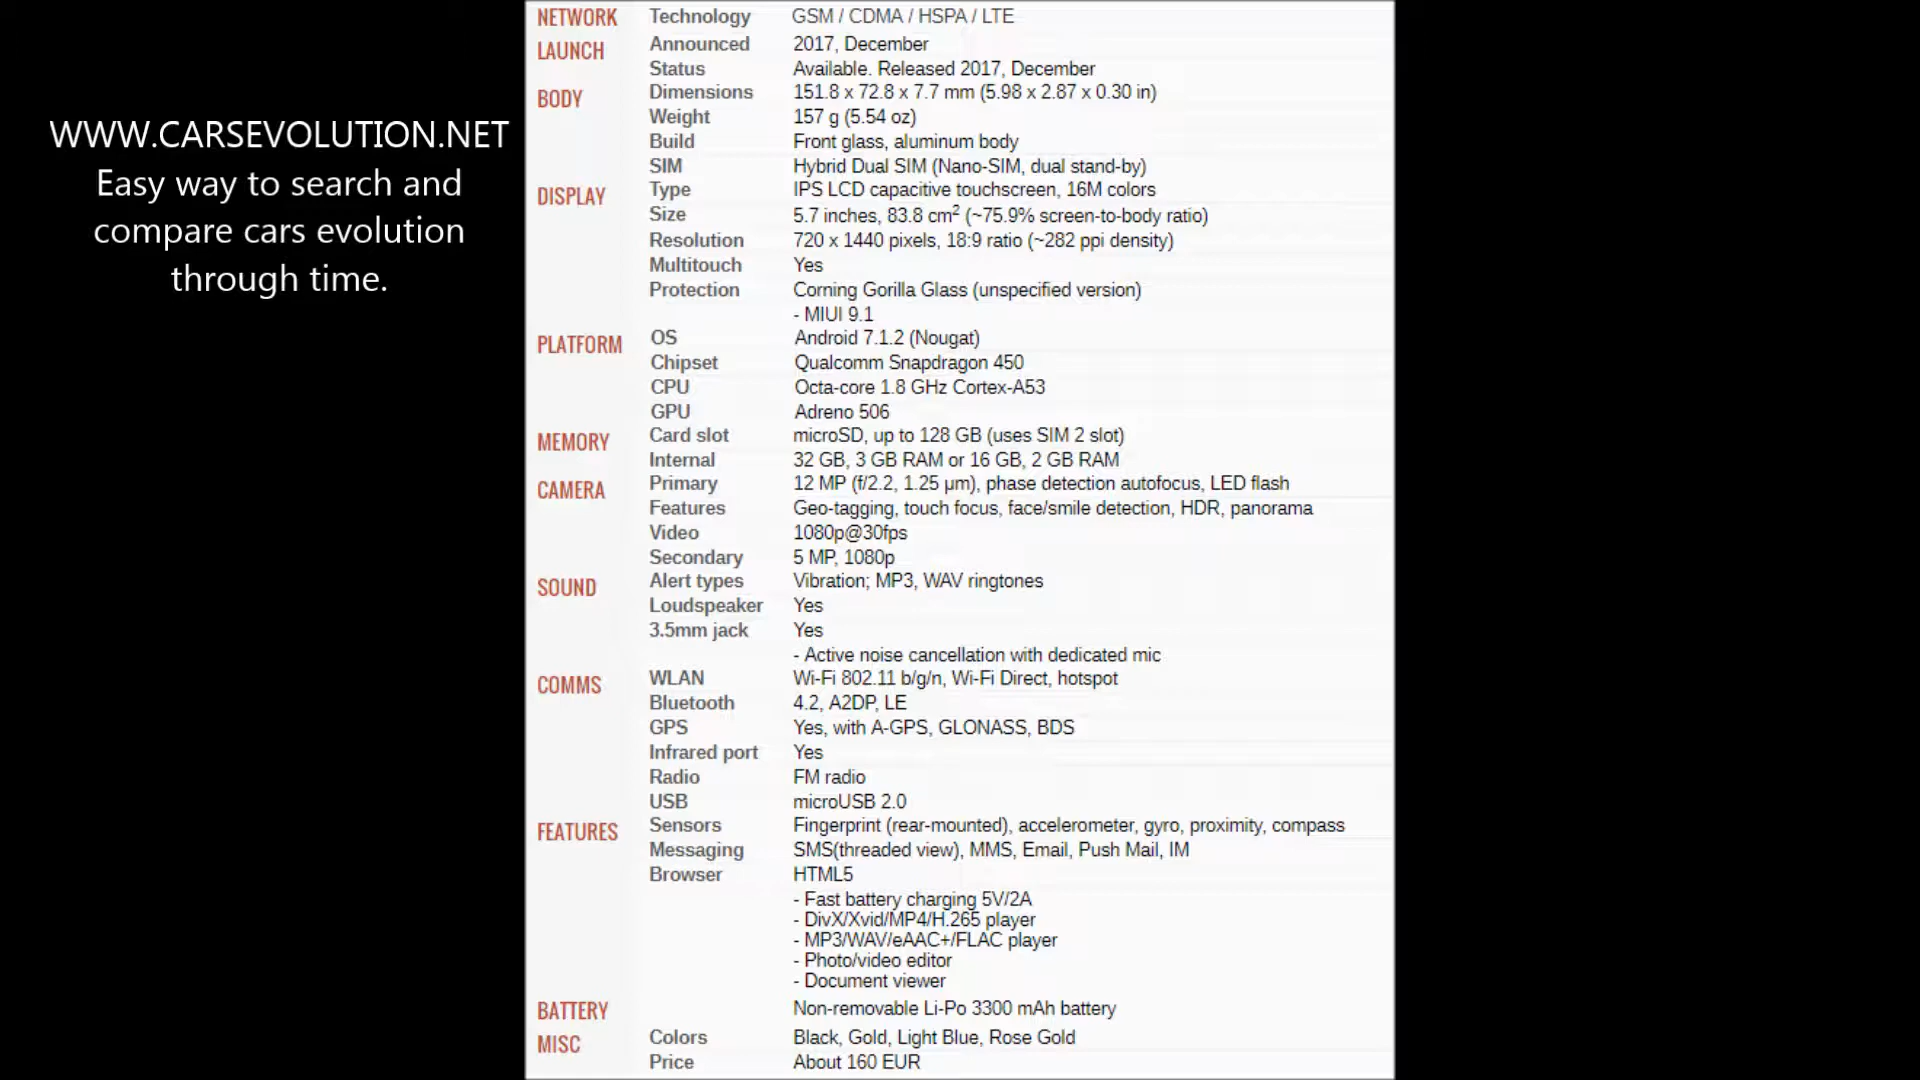 WWW.CARSEVOLUTION.NET
Easy way to search and
compare cars evolution
through time.
NETWORK Technology GSM / CDMA / HSPA / LTE
LAUNCH Announced 2017, December
Status Available. Released 2017, December
BODY Dimensions 151.8 x 72.8 x 7.7 mm (5.98 x 2.87 x 0.30 in)
Weight 157 g (5.54 oz)
Build Front glass, aluminum body
SIM Hybrid Dual SIM (Nano-SIM, dual stand-by)
DISPLAY Type IPS LCD capacitive touchscreen, 16M colors
Size 5.7 inches, 83.8 cm² (~75.9% screen-to-body ratio)
Resolution 720 x 1440 pixels, 18:9 ratio (~282 ppi density)
Multitouch Yes
Protection Corning Gorilla Glass (unspecified version)
- MIUI 9.1
PLATFORM OS Android 7.1.2 (Nougat)
Chipset Qualcomm Snapdragon 450
CPU Octa-core 1.8 GHz Cortex-A53
GPU Adreno 506
MEMORY Card slot microSD, up to 128 GB (uses SIM 2 slot)
Internal 32 GB, 3 GB RAM or 16 GB, 2 GB RAM
CAMERA Primary 12 MP (f/2.2, 1.25 µm), phase detection autofocus, LED flash
Features Geo-tagging, touch focus, face/smile detection, HDR, panorama
Video 1080p@30fps
Secondary 5 MP, 1080p
SOUND Alert types Vibration; MP3, WAV ringtones
Loudspeaker Yes
3.5mm jack Yes
- Active noise cancellation with dedicated mic
COMMS WLAN Wi-Fi 802.11 b/g/n, Wi-Fi Direct, hotspot
Bluetooth 4.2, A2DP, LE
GPS Yes, with A-GPS, GLONASS, BDS
Infrared port Yes
Radio FM radio
USB microUSB 2.0
FEATURES Sensors Fingerprint (rear-mounted), accelerometer, gyro, proximity, compass
Messaging SMS(threaded view), MMS, Email, Push Mail, IM
Browser HTML5
- Fast battery charging 5V/2A
- DivX/Xvid/MP4/H.265 player
- MP3/WAV/eAAC+/FLAC player
- Photo/video editor
- Document viewer
BATTERY Non-removable Li-Po 3300 mAh battery
MISC Colors Black, Gold, Light Blue, Rose Gold
Price About 160 EUR